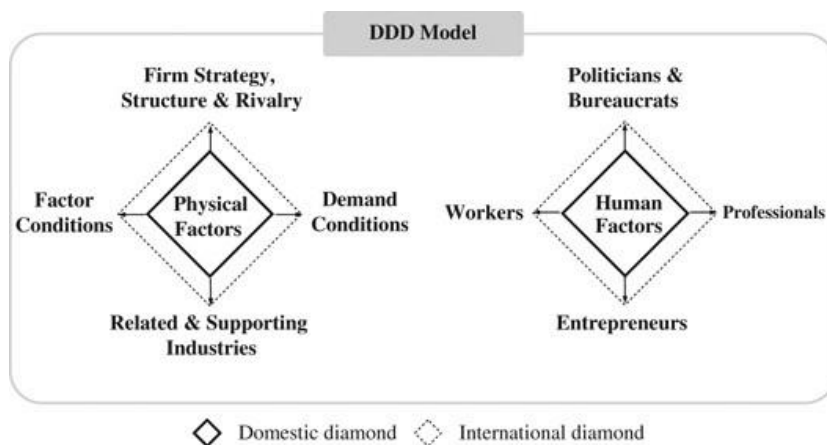 DDD Model
Firm Strategy,
Structure & Rivalry
Factor
Conditions
Physical
Factors
Demand
Conditions
Related & Supporting
Industries
Politicians &
Bureaucrats
Workers
Human
Factors
Professionals
Entrepreneurs
Domestic diamond
International diamond